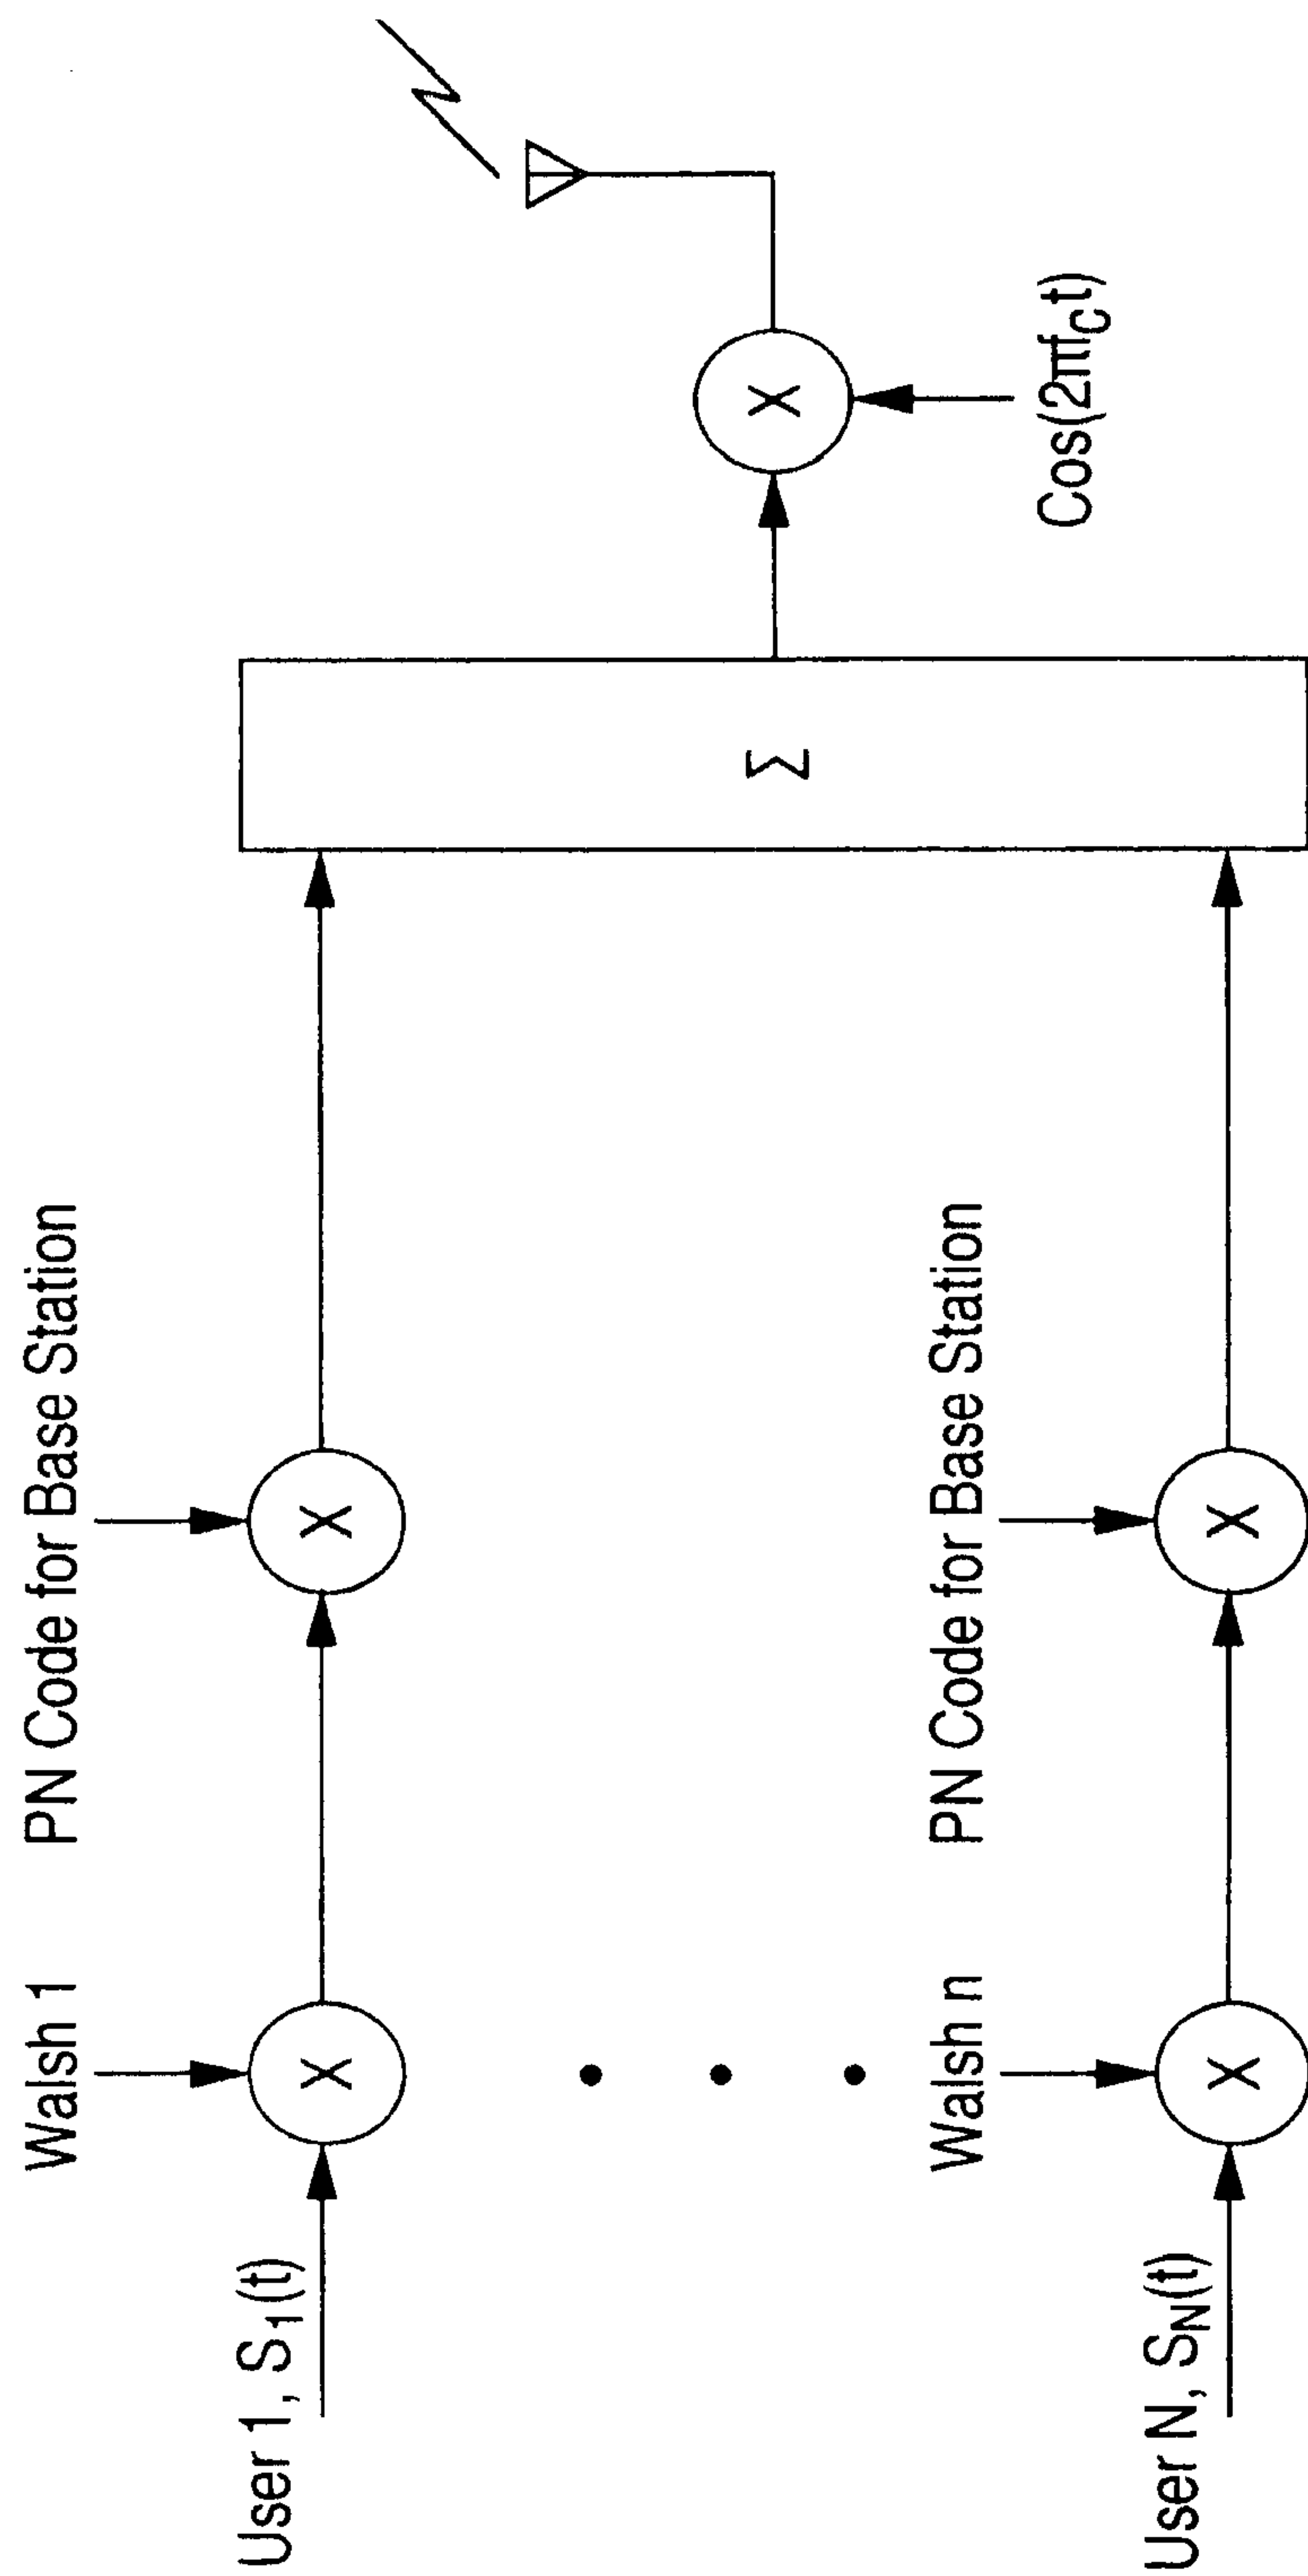 Walsh 1
PN Code for Base Station
User 1, S1(t)
X
X
Σ
X
Cos(2πfCt)
Walsh n
PN Code for Base Station
User N, SN(t)
X
X